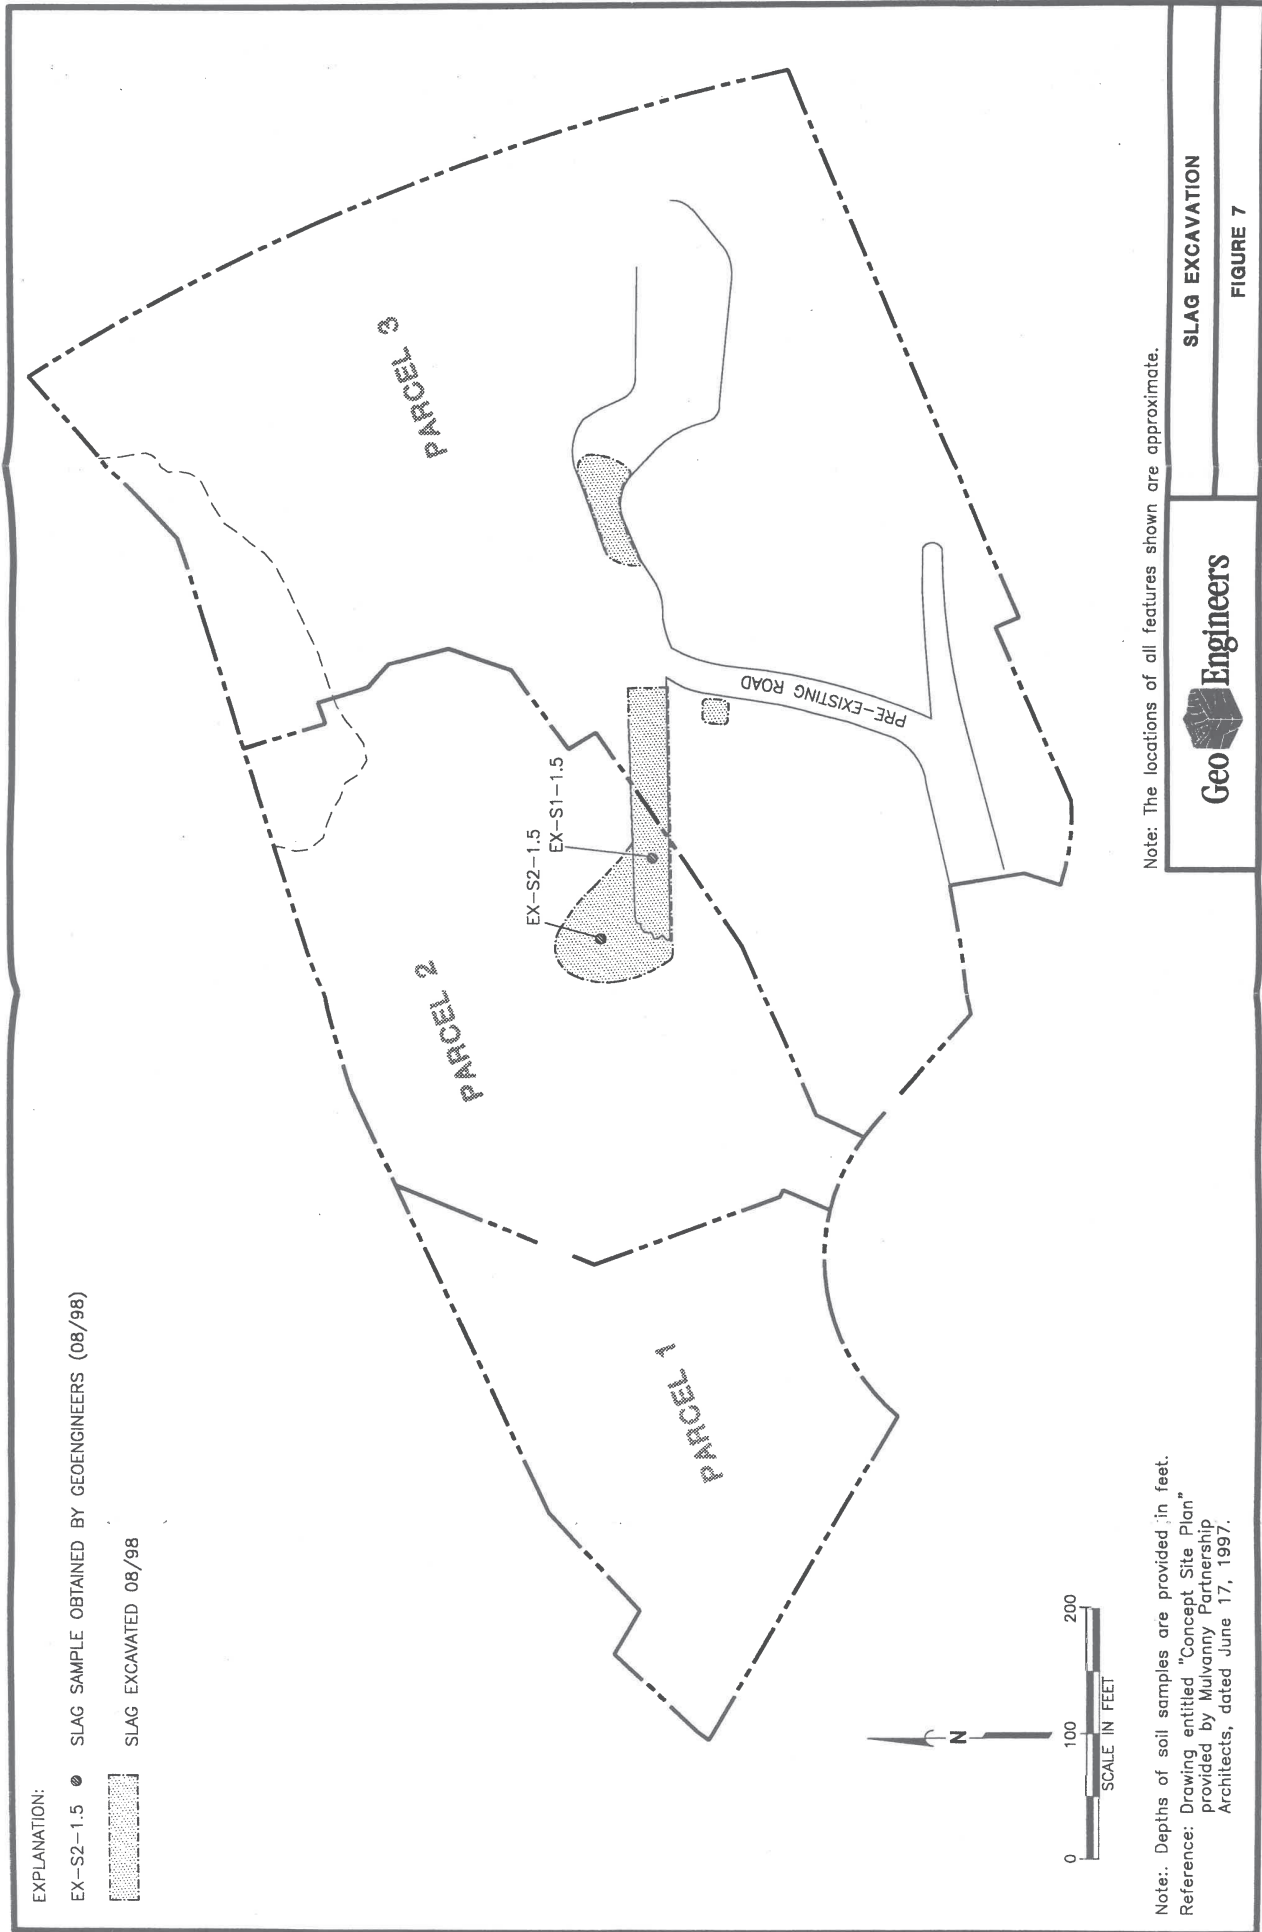 EXPLANATION:
EX-S2-1.5 SLAG SAMPLE OBTAINED BY GEOENGINEERS (08/98)
SLAG EXCAVATED 08/98
PARCEL 3
PARCEL 2
EX-S2-1.5
EX-S1-1.5
PARCEL 1
PRE-EXISTING ROAD
N
0 100 200
SCALE IN FEET
Note: The locations of all features shown are approximate.
Note:. Depths of soil samples are provided in feet.
Reference: Drawing entitled "Concept Site Plan"
provided by Mulvanny Partnership
Architects, dated June 17, 1997.
Geo Engineers
SLAG EXCAVATION
FIGURE 7